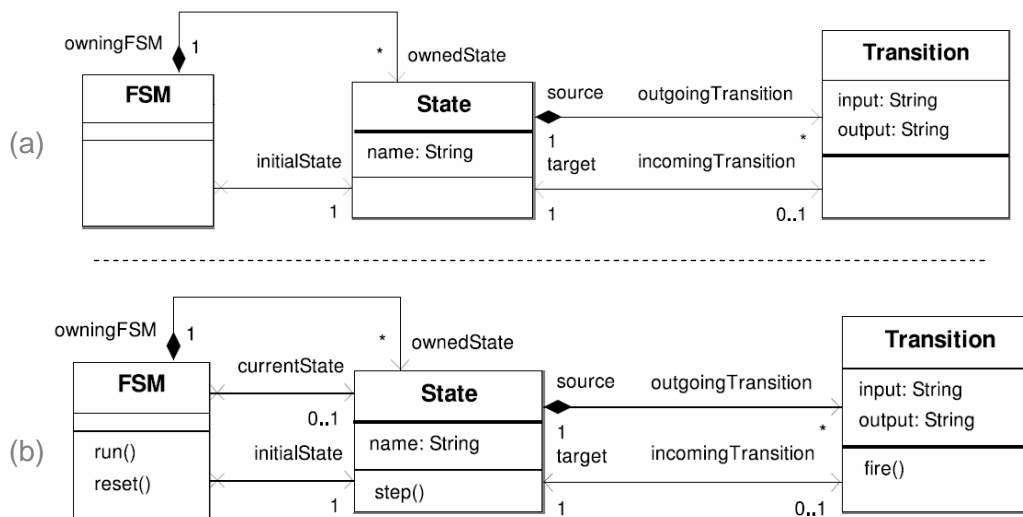 owningFSM 1
* ownedState
FSM
State
name: String
Transition
input: String
output: String
source outgoingTransition
1 *
target incomingTransition
1 0..1
initialState
1
(a)
owningFSM 1
* ownedState
FSM
run()
reset()
currentState
0..1
initialState
1
State
name: String
step()
source outgoingTransition
1 *
target incomingTransition
1 0..1
Transition
input: String
output: String
fire()
(b)